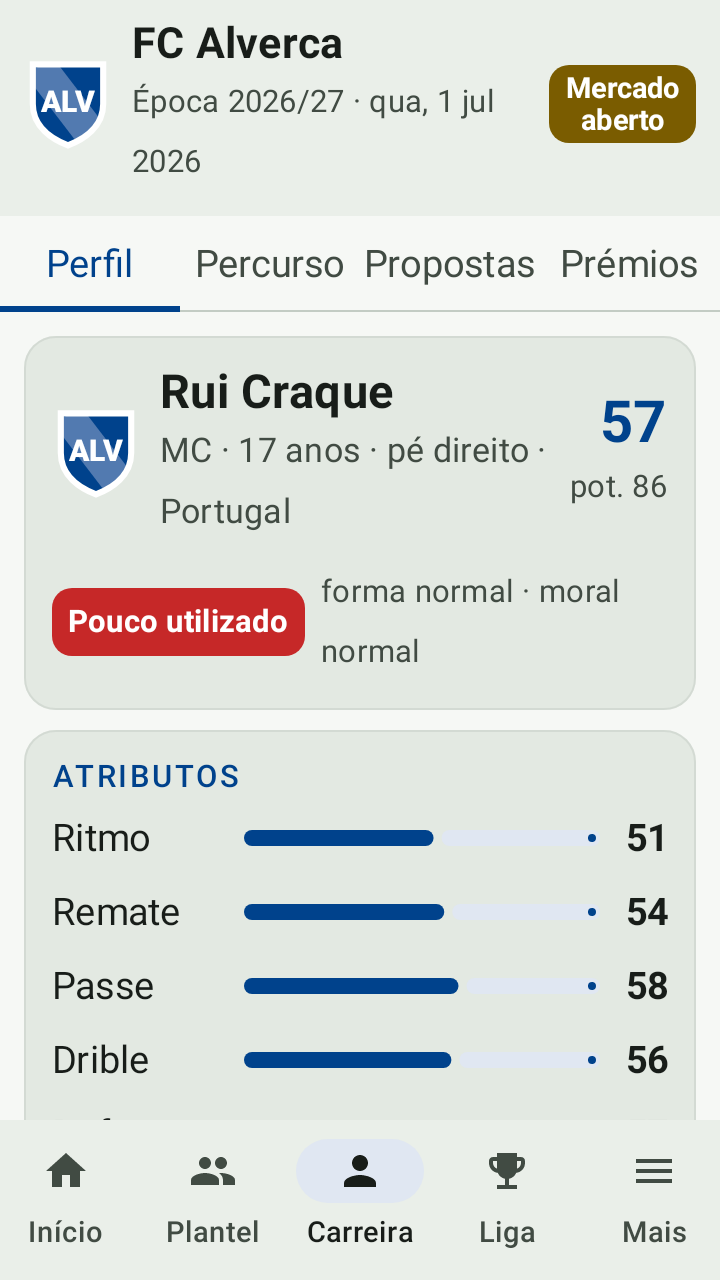 FC Alverca
ALV
Época 2026/27 · qua, 1 jul
2026
Mercado
aberto
Perfil
Percurso
Propostas
Prémios
Rui Craque
ALV
MC · 17 anos · pé direito ·
Portugal
57
pot. 86
Pouco utilizado
forma normal · moral
normal
ATRIBUTOS
Ritmo 51
Remate 54
Passe 58
Drible 56
Início
Plantel
Carreira
Liga
Mais